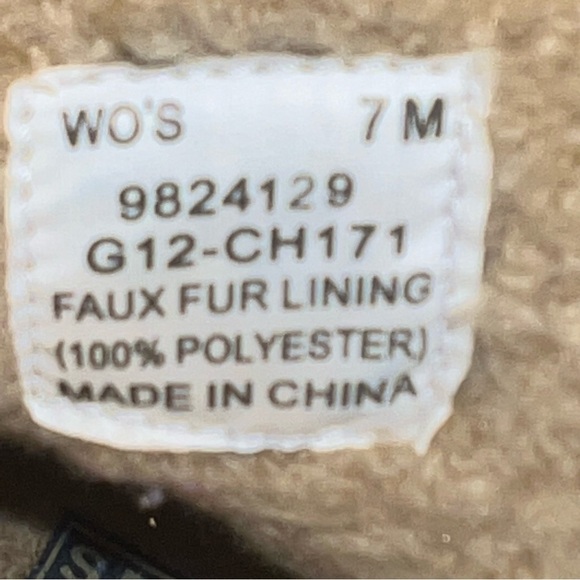 WO'S 7 M
9824129
G12-CH171
FAUX FUR LINING
(100% POLYESTER)
MADE IN CHINA